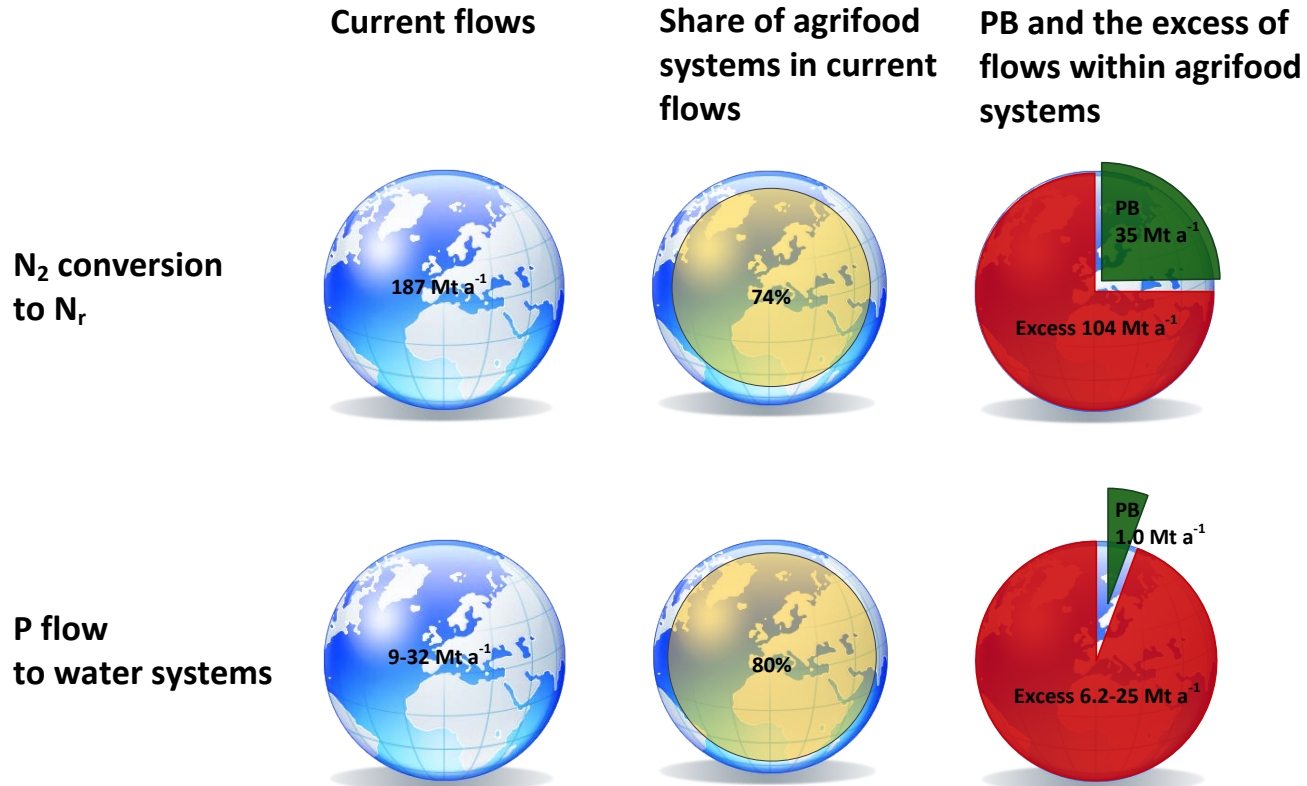 Current flows
Share of agrifood
systems in current
flows
PB and the excess of
flows within agrifood
systems
N₂ conversion
to Nᵣ
187 Mt a⁻¹
74%
PB
35 Mt a⁻¹
Excess 104 Mt a⁻¹
P flow
to water systems
9-32 Mt a⁻¹
80%
PB
1.0 Mt a⁻¹
Excess 6.2-25 Mt a⁻¹